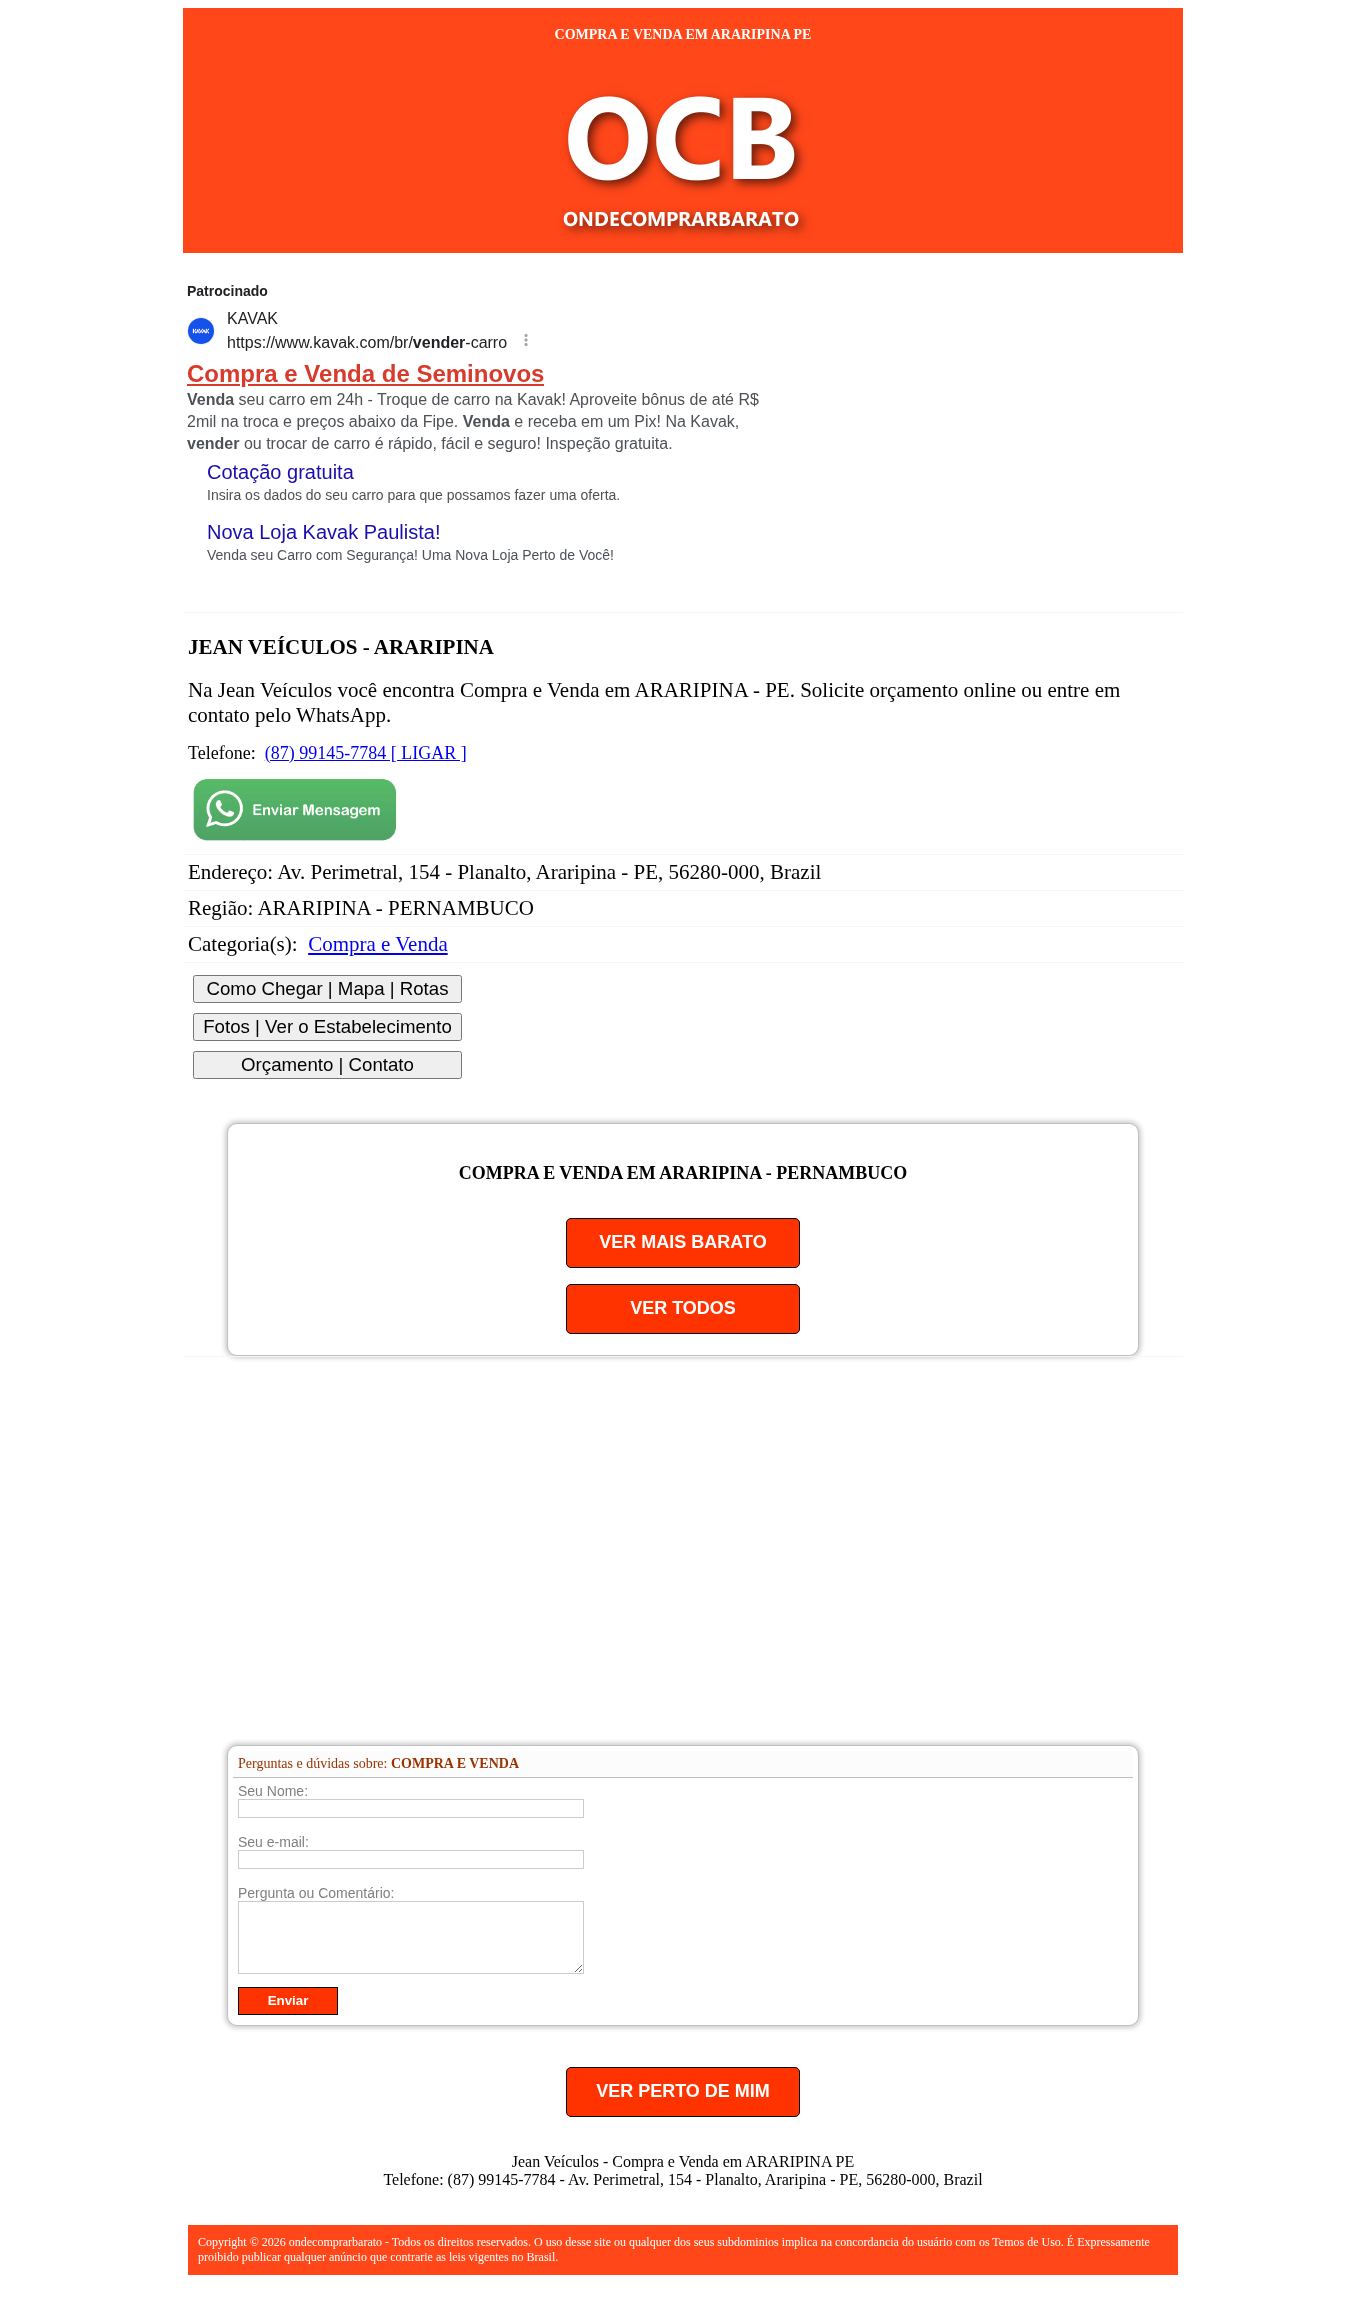 COMPRA E VENDA EM ARARIPINA PE
OCB
ONDECOMPRARBARATO
Patrocinado
KAVAK
KAVAK
https://www.kavak.com/br/vender-carro
Compra e Venda de Seminovos
Venda seu carro em 24h - Troque de carro na Kavak! Aproveite bônus de até R$
2mil na troca e preços abaixo da Fipe. Venda e receba em um Pix! Na Kavak,
vender ou trocar de carro é rápido, fácil e seguro! Inspeção gratuita.
Cotação gratuita
Insira os dados do seu carro para que possamos fazer uma oferta.
Nova Loja Kavak Paulista!
Venda seu Carro com Segurança! Uma Nova Loja Perto de Você!
JEAN VEÍCULOS - ARARIPINA
Na Jean Veículos você encontra Compra e Venda em ARARIPINA - PE. Solicite orçamento online ou entre em
contato pelo WhatsApp.
Telefone: (87) 99145-7784 [ LIGAR ]
Enviar Mensagem
Endereço: Av. Perimetral, 154 - Planalto, Araripina - PE, 56280-000, Brazil
Região: ARARIPINA - PERNAMBUCO
Categoria(s): Compra e Venda
Como Chegar | Mapa | Rotas
Fotos | Ver o Estabelecimento
Orçamento | Contato
COMPRA E VENDA EM ARARIPINA - PERNAMBUCO
VER MAIS BARATO
VER TODOS
Perguntas e dúvidas sobre: COMPRA E VENDA
Seu Nome:
Seu e-mail:
Pergunta ou Comentário:
Enviar
VER PERTO DE MIM
Jean Veículos - Compra e Venda em ARARIPINA PE
Telefone: (87) 99145-7784 - Av. Perimetral, 154 - Planalto, Araripina - PE, 56280-000, Brazil
Copyright © 2026 ondecomprarbarato - Todos os direitos reservados. O uso desse site ou qualquer dos seus subdominios implica na concordancia do usuário com os Temos de Uso. É Expressamente
proibido publicar qualquer anúncio que contrarie as leis vigentes no Brasil.